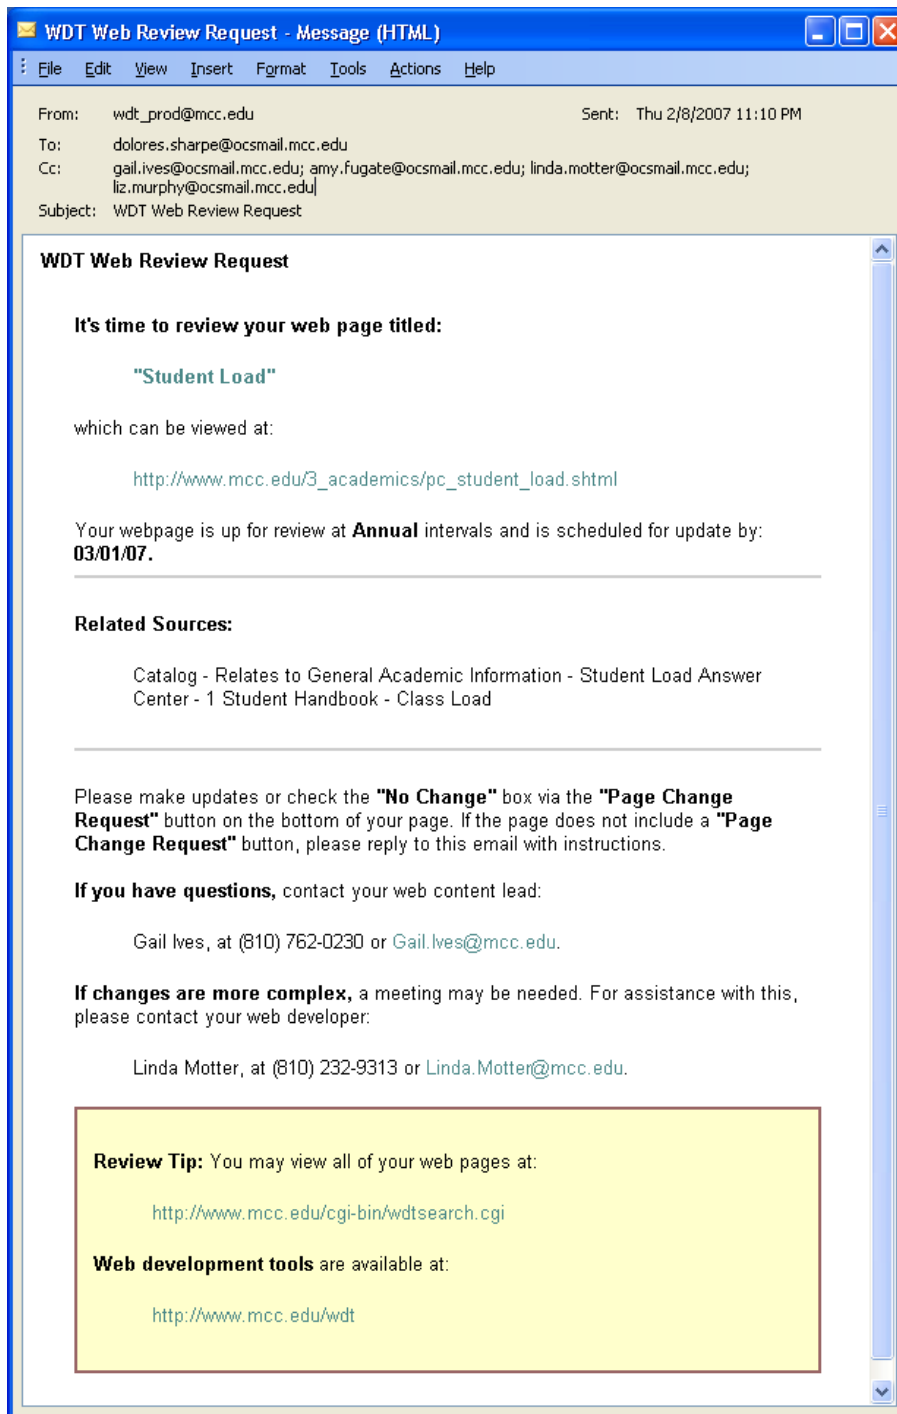 WDT Web Review Request - Message (HTML)
File Edit View Insert Format Tools Actions Help
From: wdt_prod@mcc.edu Sent: Thu 2/8/2007 11:10 PM
To: dolores.sharpe@ocsmail.mcc.edu
Cc: gail.ives@ocsmail.mcc.edu; amy.fugate@ocsmail.mcc.edu; linda.motter@ocsmail.mcc.edu;
liz.murphy@ocsmail.mcc.edu
Subject: WDT Web Review Request
WDT Web Review Request
It's time to review your web page titled:
"Student Load"
which can be viewed at:
http://www.mcc.edu/3_academics/pc_student_load.shtml
Your webpage is up for review at Annual intervals and is scheduled for update by:
03/01/07.
Related Sources:
Catalog - Relates to General Academic Information - Student Load Answer
Center - 1 Student Handbook - Class Load
Please make updates or check the "No Change" box via the "Page Change
Request" button on the bottom of your page. If the page does not include a "Page
Change Request" button, please reply to this email with instructions.
If you have questions, contact your web content lead:
Gail Ives, at (810) 762-0230 or Gail.Ives@mcc.edu.
If changes are more complex, a meeting may be needed. For assistance with this,
please contact your web developer:
Linda Motter, at (810) 232-9313 or Linda.Motter@mcc.edu.
Review Tip: You may view all of your web pages at:
http://www.mcc.edu/cgi-bin/wdtsearch.cgi
Web development tools are available at:
http://www.mcc.edu/wdt